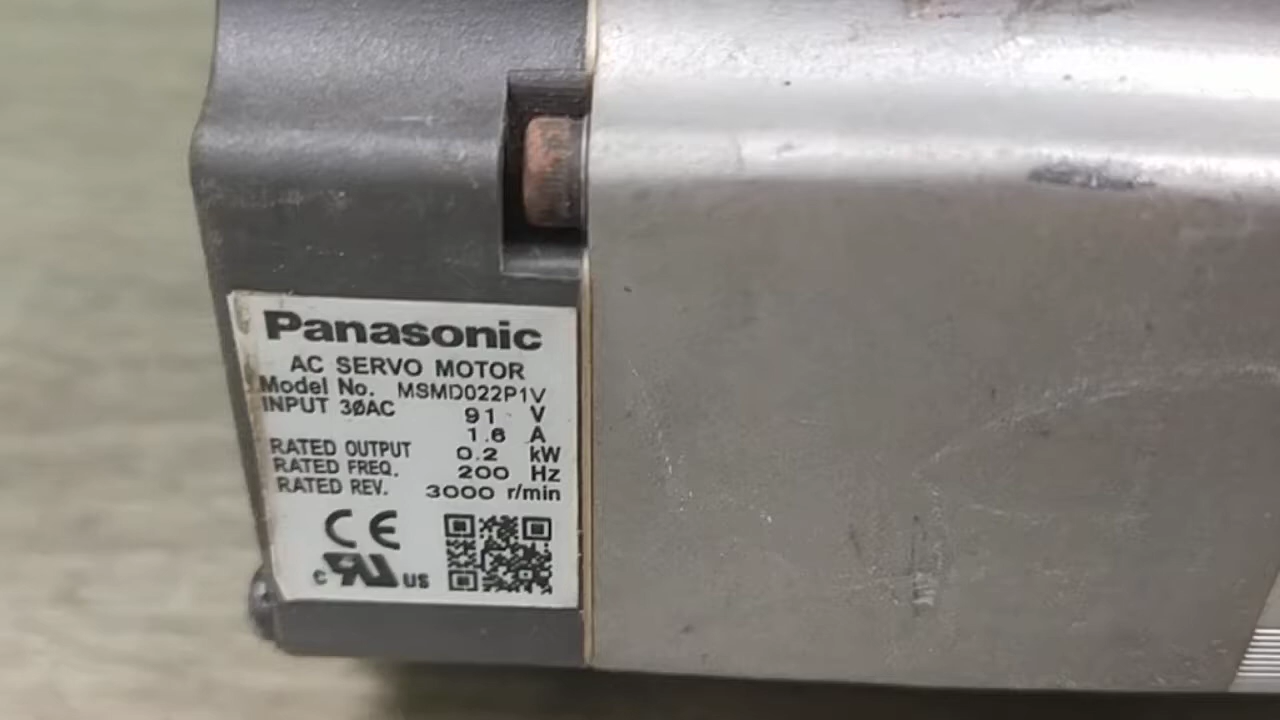 Panasonic
AC SERVO MOTOR
Model No. MSMD022P1V
INPUT 3ØAC 91 V
1.6 A
RATED OUTPUT 0.2 kW
RATED FREQ. 200 Hz
RATED REV. 3000 r/min
CE
c RU US